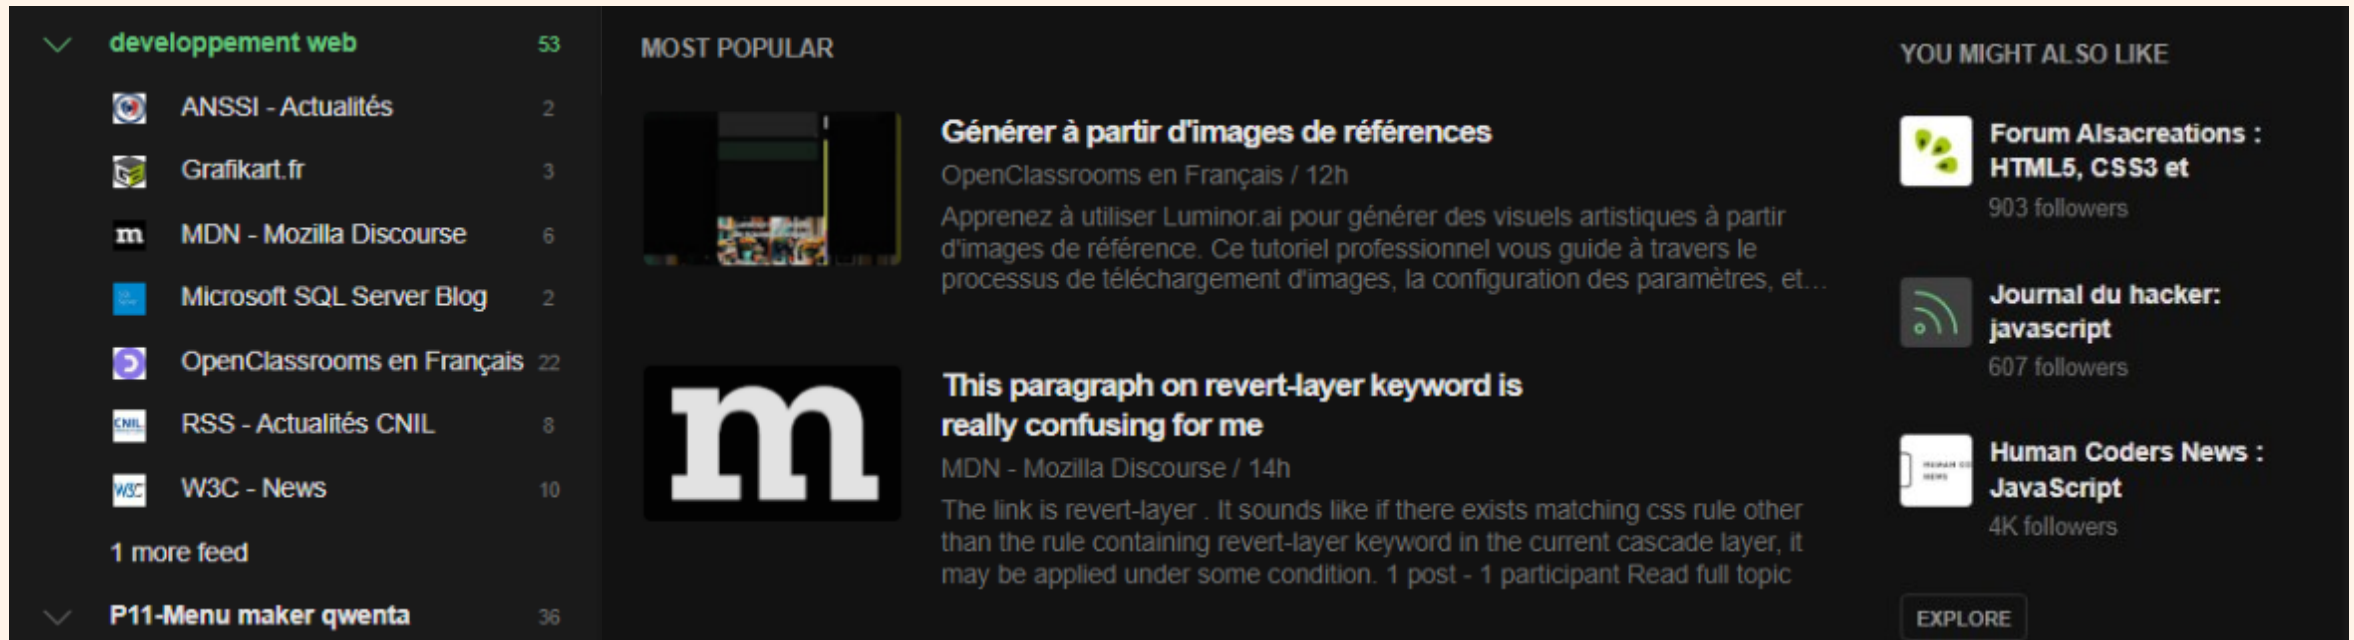 developpement web 53
ANSSI - Actualités 2
Grafikart.fr 3
MDN - Mozilla Discourse 6
Microsoft SQL Server Blog 2
OpenClassrooms en Français 22
RSS - Actualités CNIL 8
W3C - News 10
1 more feed
P11-Menu maker qwenta 36
MOST POPULAR
Générer à partir d'images de références
OpenClassrooms en Français / 12h
Apprenez à utiliser Luminor.ai pour générer des visuels artistiques à partir
d'images de référence. Ce tutoriel professionnel vous guide à travers le
processus de téléchargement d'images, la configuration des paramètres, et…
m
This paragraph on revert-layer keyword is
really confusing for me
MDN - Mozilla Discourse / 14h
The link is revert-layer . It sounds like if there exists matching css rule other
than the rule containing revert-layer keyword in the current cascade layer, it
may be applied under some condition. 1 post - 1 participant Read full topic
YOU MIGHT ALSO LIKE
Forum Alsacreations :
HTML5, CSS3 et
903 followers
Journal du hacker:
javascript
607 followers
Human Coders News :
JavaScript
4K followers
EXPLORE